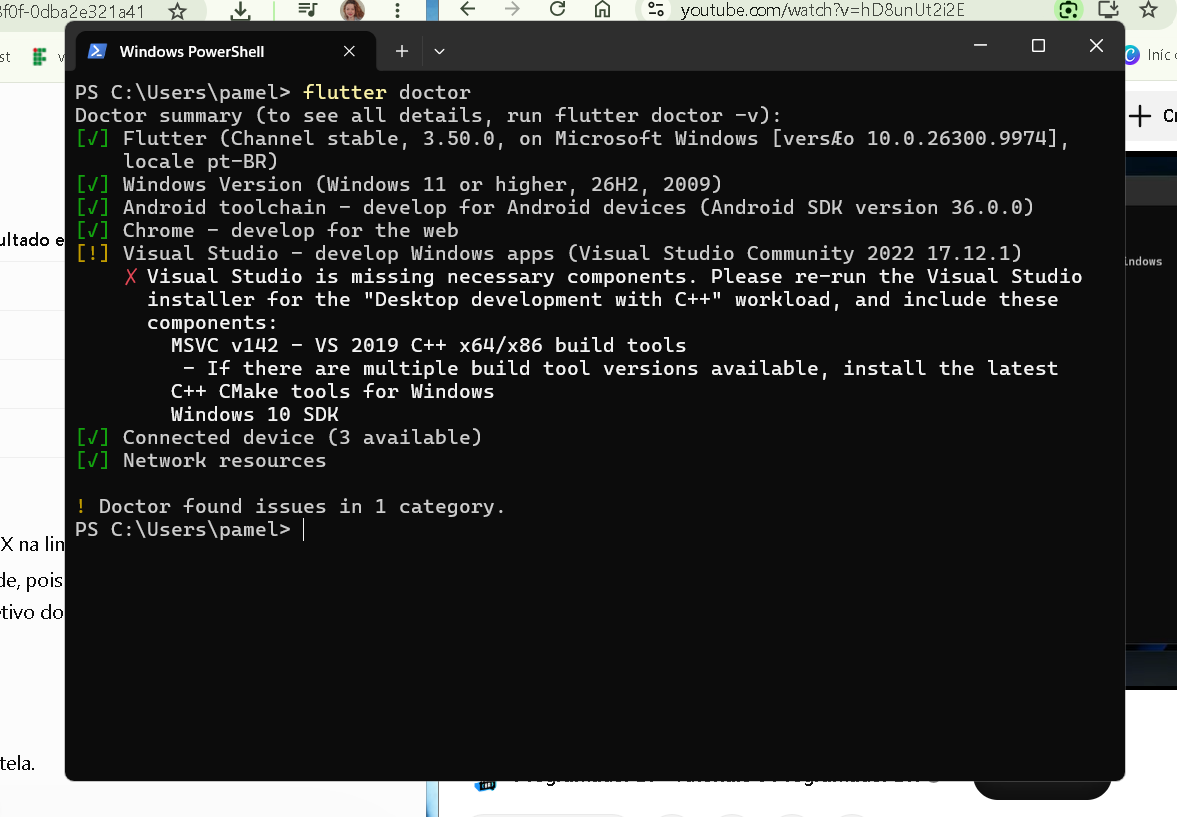 3f0f-0dba2e321a41
youtube.com/watch?v=hD8unUt2i2E
st
Iníc
Windows PowerShell
PS C:\Users\pamel> flutter doctor
Doctor summary (to see all details, run flutter doctor -v):
[√] Flutter (Channel stable, 3.50.0, on Microsoft Windows [versÆo 10.0.26300.9974],
locale pt-BR)
[√] Windows Version (Windows 11 or higher, 26H2, 2009)
[√] Android toolchain - develop for Android devices (Android SDK version 36.0.0)
[√] Chrome - develop for the web
[!] Visual Studio - develop Windows apps (Visual Studio Community 2022 17.12.1)
✗ Visual Studio is missing necessary components. Please re-run the Visual Studio
installer for the "Desktop development with C++" workload, and include these
components:
MSVC v142 - VS 2019 C++ x64/x86 build tools
- If there are multiple build tool versions available, install the latest
C++ CMake tools for Windows
Windows 10 SDK
[√] Connected device (3 available)
[√] Network resources
! Doctor found issues in 1 category.
PS C:\Users\pamel>
ultado e
X na lin
de, pois
etivo do
tela.
indows